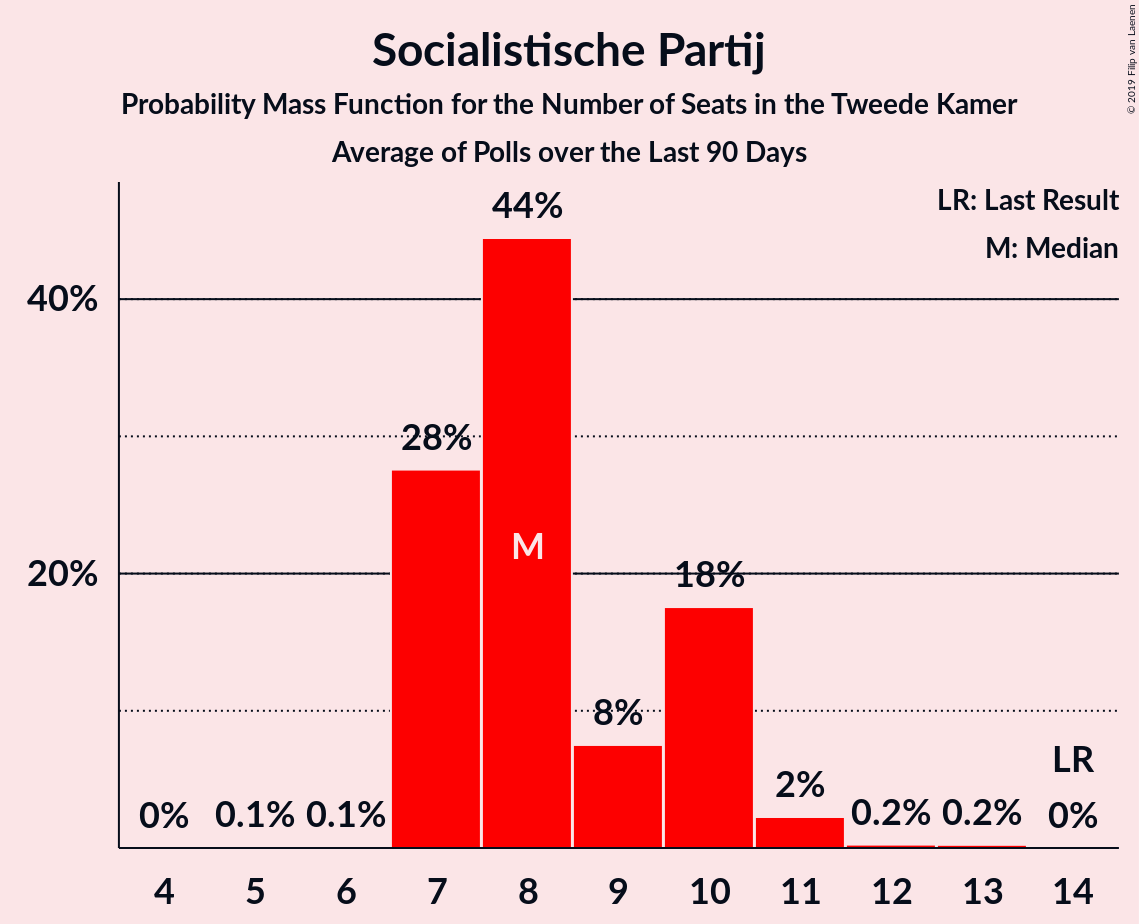 Socialistische Partij
Probability Mass Function for the Number of Seats in the Tweede Kamer
Average of Polls over the Last 90 Days
© 2019 Filip van Laenen
LR: Last Result
M: Median
44%
40%
28%
M
20%
18%
8%
LR
2%
0% 0.1% 0.1% 0.2% 0.2% 0%
4 5 6 7 8 9 10 11 12 13 14